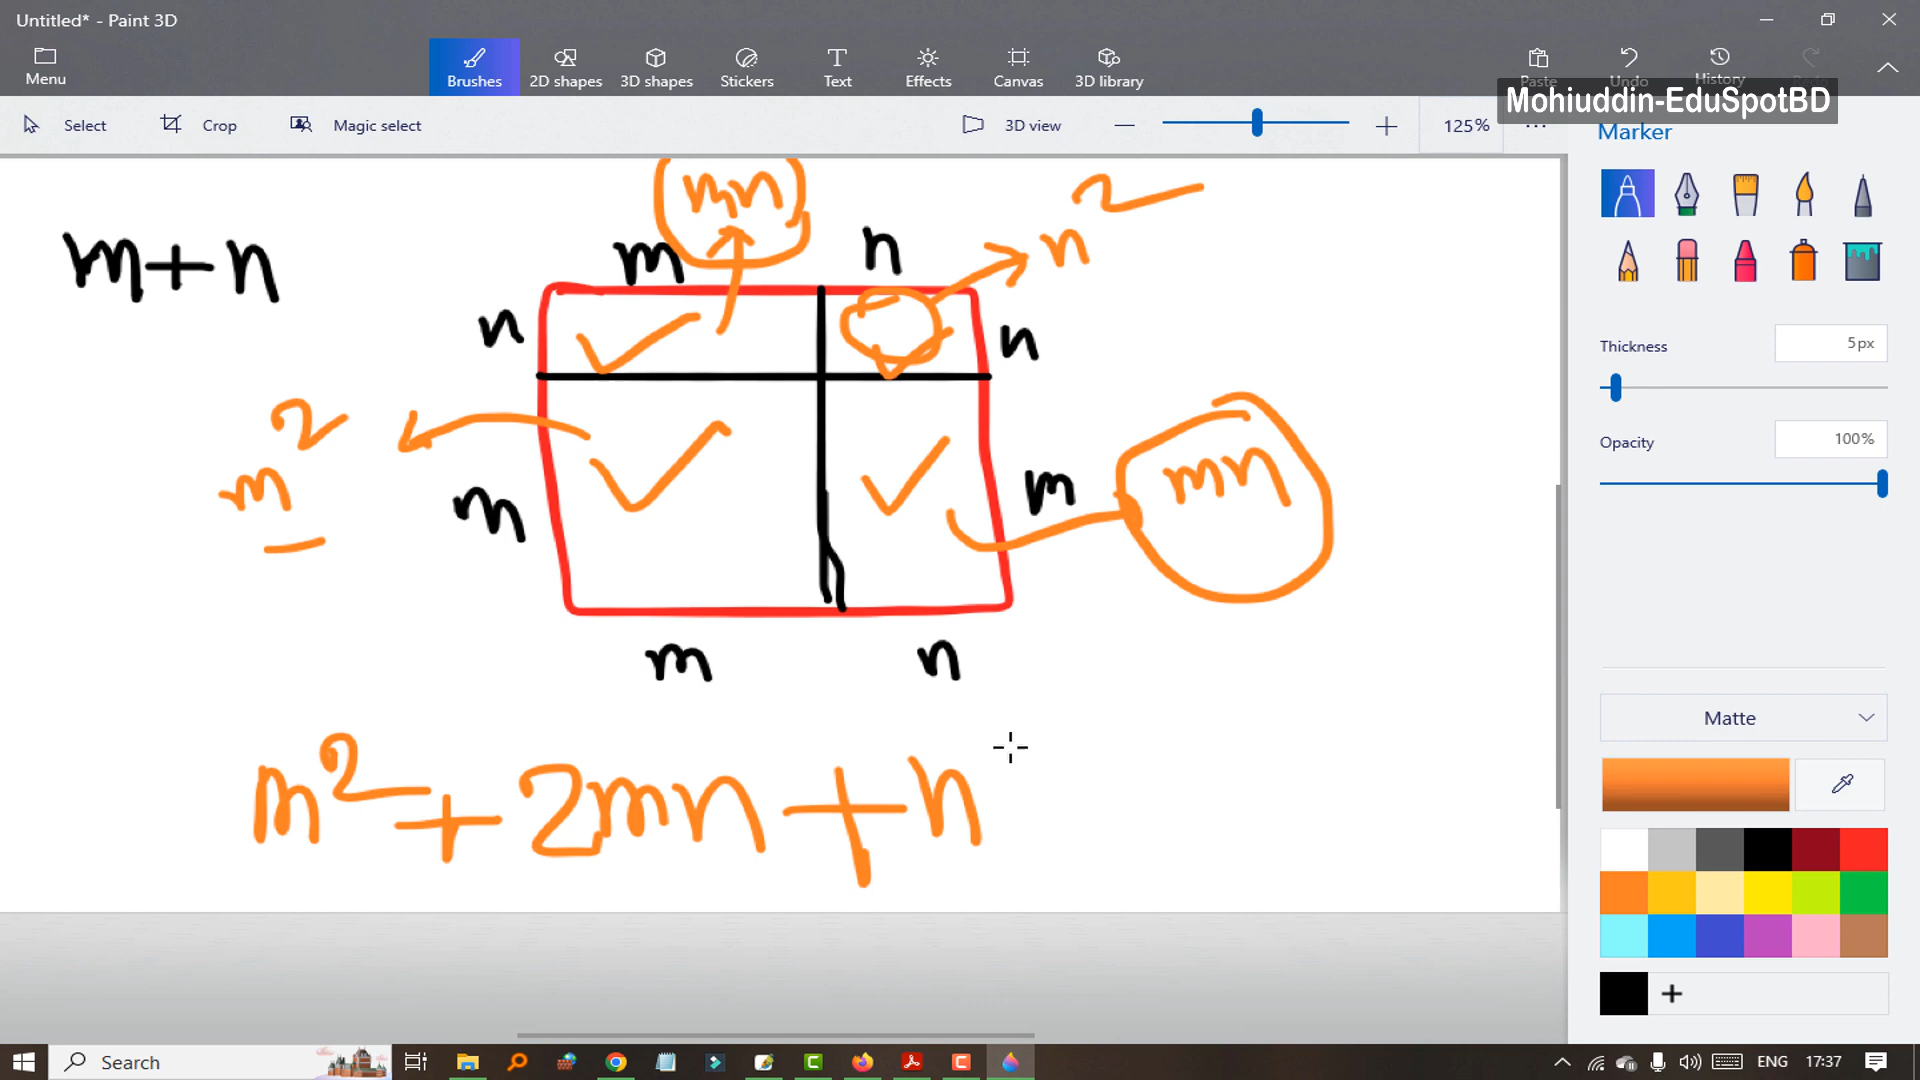 Untitled* - Paint 3D
Menu
Brushes
2D shapes
3D shapes
Stickers
Text
Effects
Canvas
3D library
Paste
Undo
History
Redo
Mohiuddin-EduSpotBD
Select
Crop
Magic select
3D view
125%
Marker
Thickness
5px
Opacity
100%
Matte
mn
n²
m+n
m n
n n
m²
m m
mn
m n
m² + 2mn + n
Search
ENG
17:37